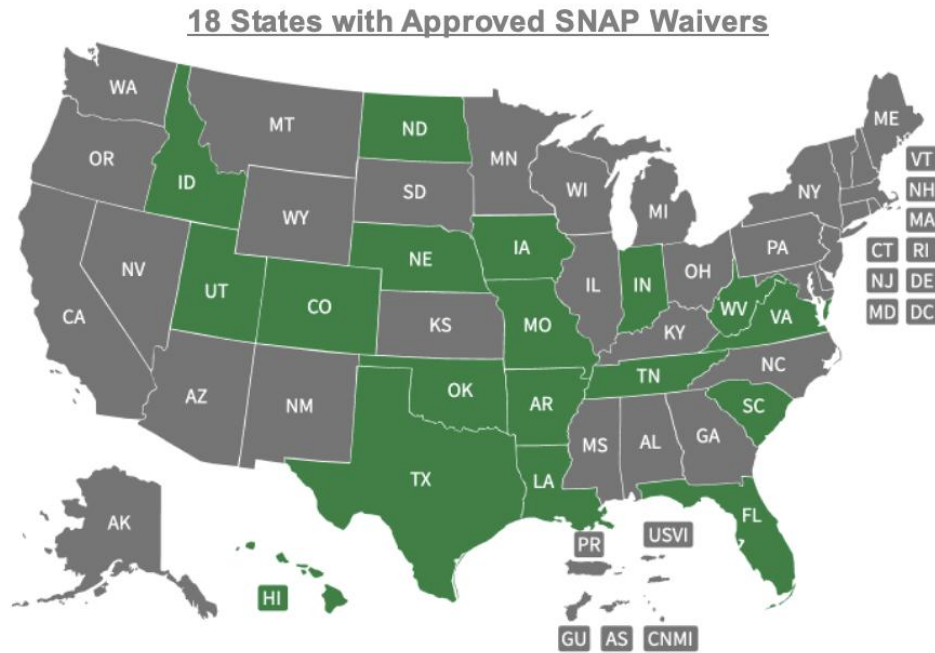 18 States with Approved SNAP Waivers
WA
MT
ND
MN
ME
VT
OR
ID
SD
WI
MI
NY
NH
MA
WY
CT
RI
NV
UT
NE
IA
IL
IN
OH
PA
NJ
DE
CA
CO
KS
MO
KY
WV
VA
MD
DC
AZ
NM
OK
AR
TN
NC
SC
MS
AL
GA
TX
LA
FL
AK
HI
PR
USVI
GU
AS
CNMI